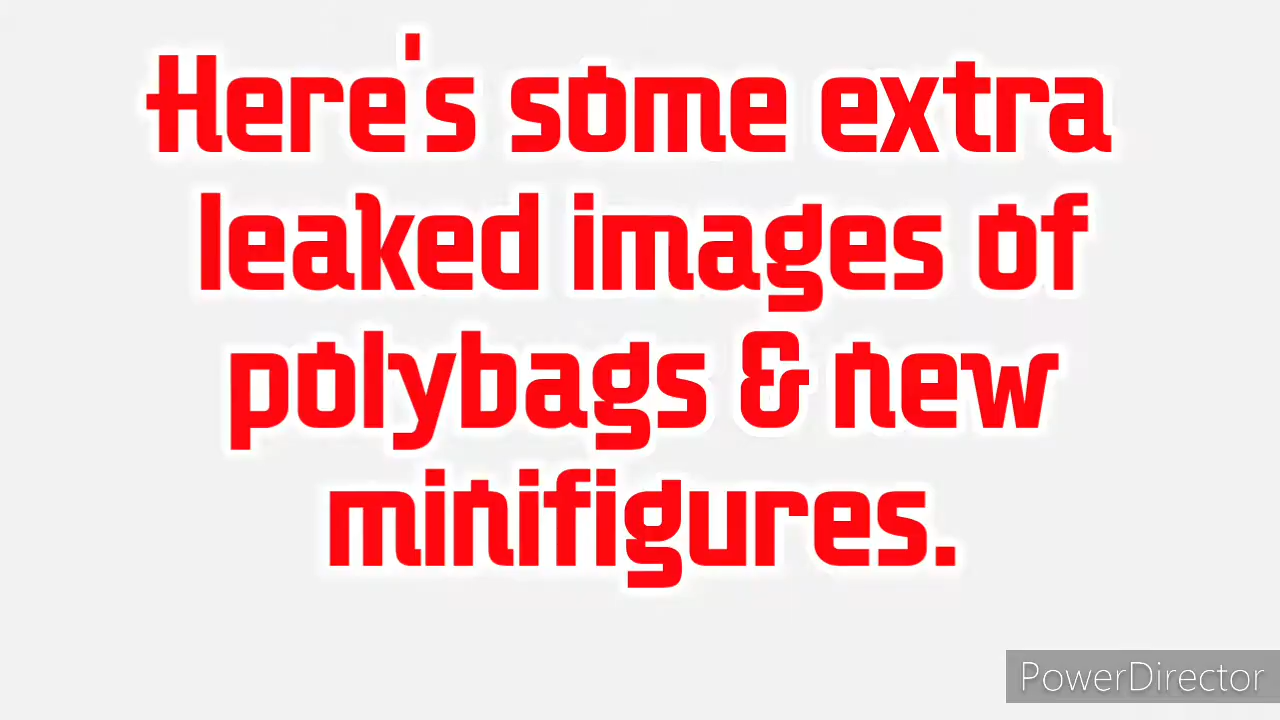 Here's some extra
leaked images of
polybags & new
minifigures.
PowerDirector